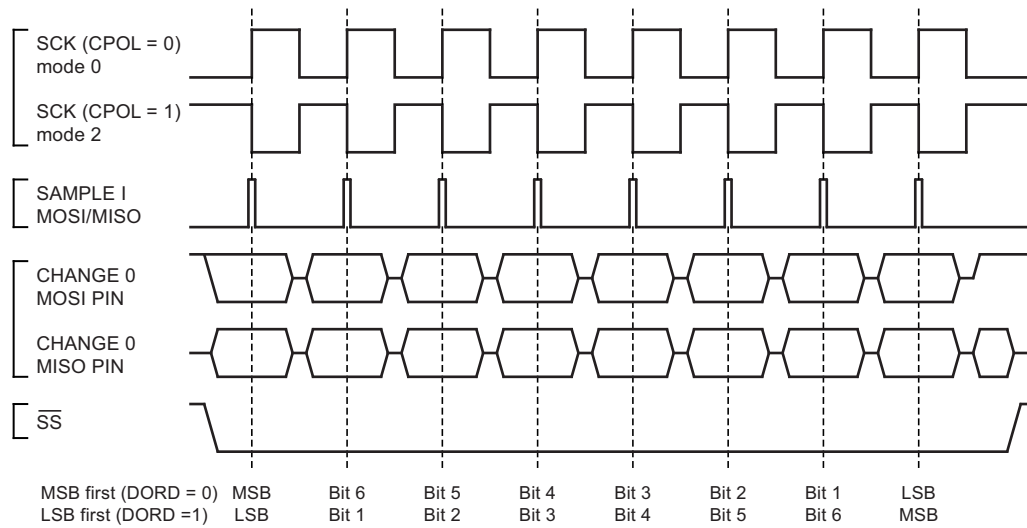 SCK (CPOL = 0)
mode 0
SCK (CPOL = 1)
mode 2
SAMPLE I
MOSI/MISO
CHANGE 0
MOSI PIN
CHANGE 0
MISO PIN
SS
MSB first (DORD = 0) MSB Bit 6 Bit 5 Bit 4 Bit 3 Bit 2 Bit 1 LSB
LSB first (DORD =1) LSB Bit 1 Bit 2 Bit 3 Bit 4 Bit 5 Bit 6 MSB